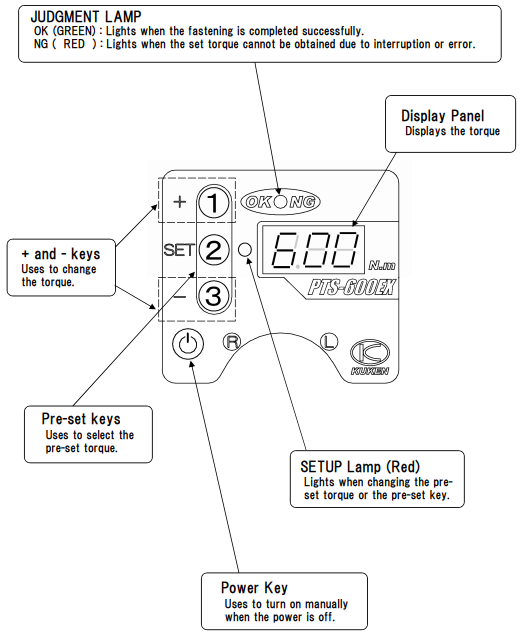 JUDGMENT LAMP
OK (GREEN) : Lights when the fastening is completed successfully.
NG ( RED ) : Lights when the set torque cannot be obtained due to interruption or error.
Display Panel
Displays the torque
+ 1 OK NG
SET 2 6.00 N.m
- 3 PTS-600EX
R L K
KUKEN
+ and - keys
Uses to change
the torque.
Pre-set keys
Uses to select the
pre-set torque.
SETUP Lamp (Red)
Lights when changing the pre-
set torque or the pre-set key.
Power Key
Uses to turn on manually
when the power is off.